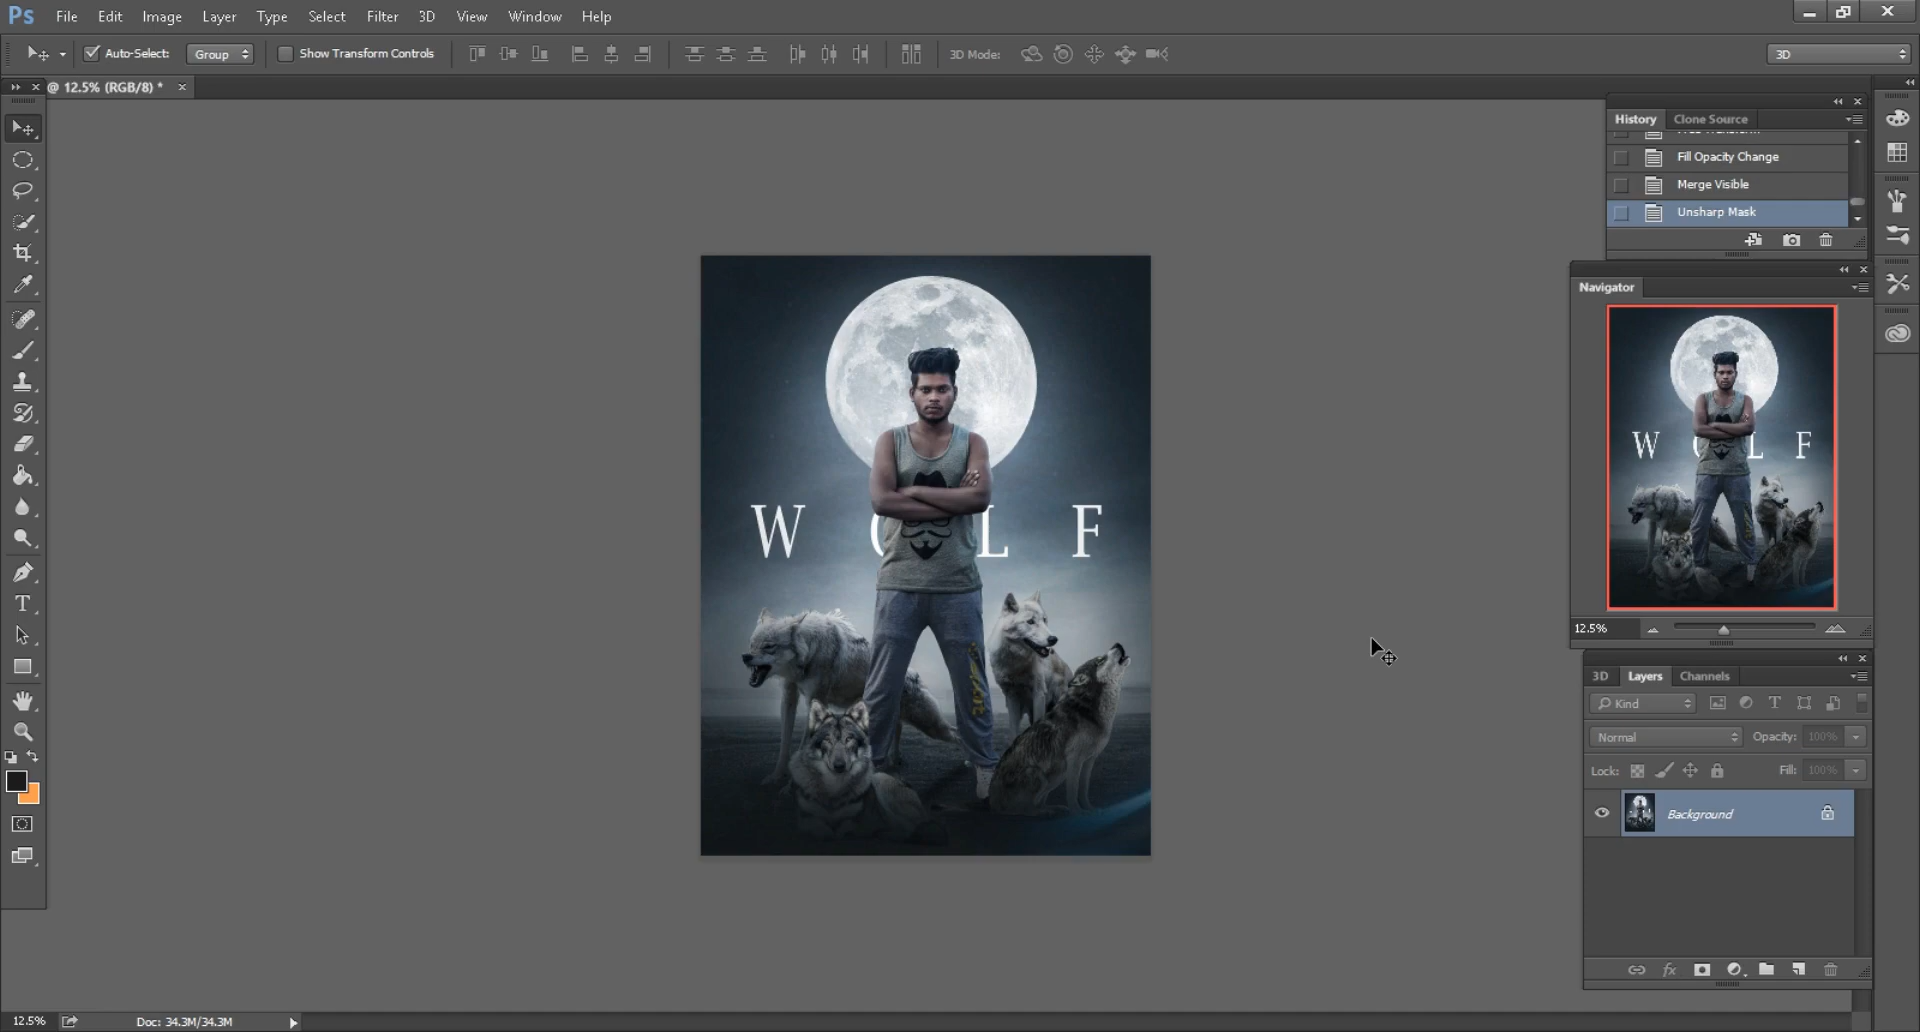 Ps File Edit Image Layer Type Select Filter 3D View Window Help
Auto-Select: Group Show Transform Controls 3D Mode: 3D
@ 12.5% (RGB/8) *
History Clone Source
Fill Opacity Change
Merge Visible
Unsharp Mask
Navigator
W L F
W L F
12.5%
3D Layers Channels
Kind T
Normal Opacity: 100%
Lock: Fill: 100%
Background
fx
12.5% Doc: 34.3M/34.3M